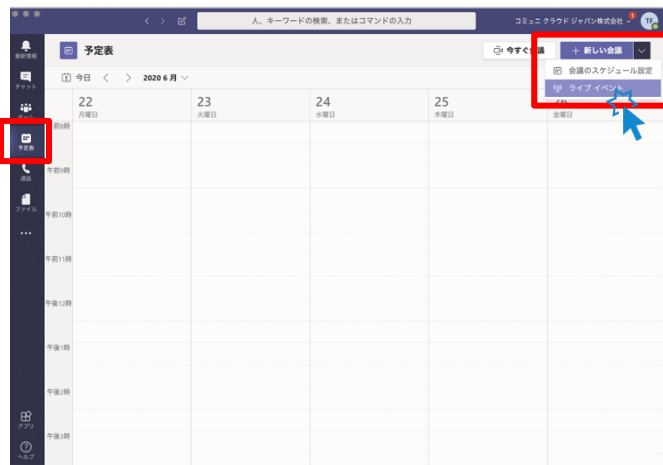 人、キーワードの検索、またはコマンドの入力
コミュニ クラウド ジャパン株式会社
1
TF
最新情報
チャット
チーム
予定表
通話
ファイル
アプリ
ヘルプ
予定表
今すぐ会議
＋ 新しい会議
会議のスケジュール設定
ライブ イベント
今日
2020 6 月
22
月曜日
23
火曜日
24
水曜日
25
木曜日
金曜日
午前8時
午前9時
午前10時
午前11時
午後12時
午後1時
午後2時
午後3時